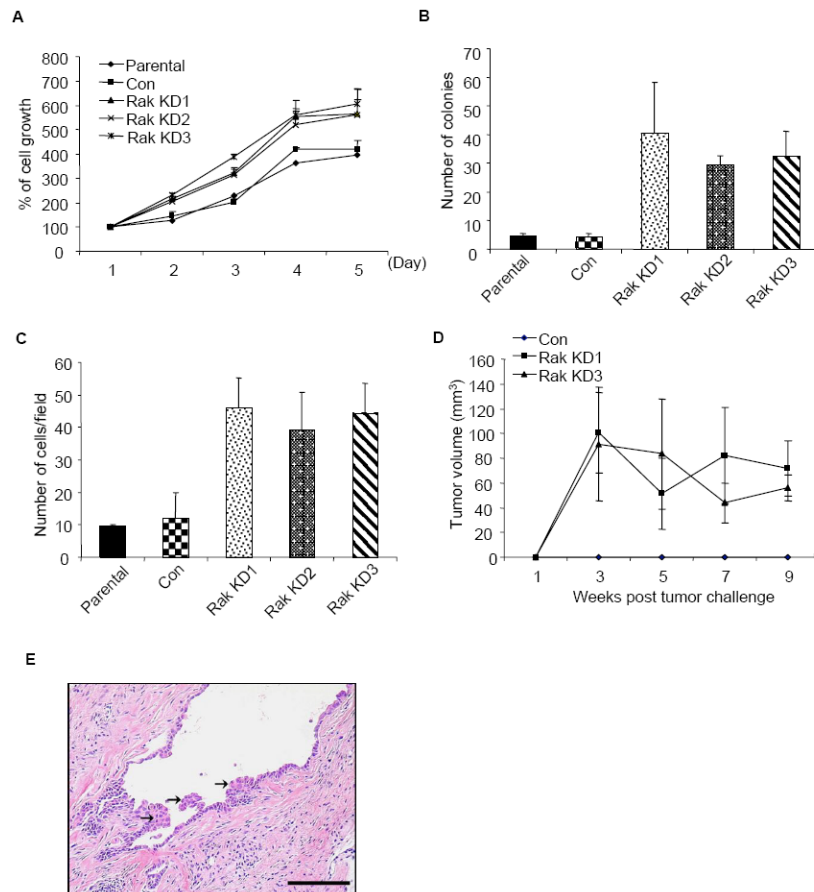 A
800
700
600
500
400
300
200
100
0
% of cell growth
Parental
Con
Rak KD1
Rak KD2
Rak KD3
1 2 3 4 5 (Day)
B
70
60
50
40
30
20
10
0
Number of colonies
Parental Con Rak KD1 Rak KD2 Rak KD3
C
60
50
40
30
20
10
0
Number of cells/field
Parental Con Rak KD1 Rak KD2 Rak KD3
D
Con
Rak KD1
Rak KD3
160
140
120
100
80
60
40
20
0
Tumor volume (mm³)
1 3 5 7 9
Weeks post tumor challenge
E